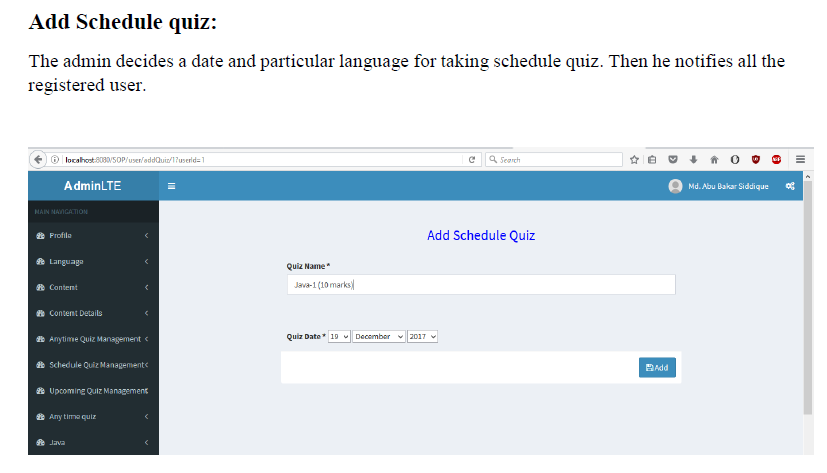 Add Schedule quiz:
The admin decides a date and particular language for taking schedule quiz. Then he notifies all the
registered user.
localhost:8080/SOP/user/addQuiz/1?userId=1
Search
AdminLTE
Md. Abu Bakar Siddique
MAIN NAVIGATION
Profile
Language
Content
Content Details
Anytime Quiz Management
Schedule Quiz Management
Upcoming Quiz Management
Any time quiz
Java
Add Schedule Quiz
Quiz Name *
Java-1 (10 marks)
Quiz Date * 19 December 2017
Add